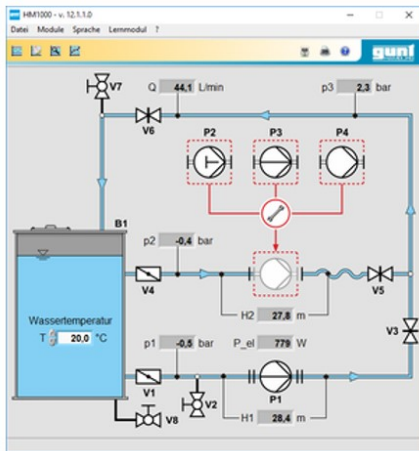 HM1000 - v. 12.1.1.0
Datei Module Sprache Lernmodul ?
gunt
V7
Q 44,1 L/min
p3 2,3 bar
V6
P2 P3 P4
B1
p2 -0,4 bar
V4
V5
H2 27,8 m
Wassertemperatur
T 20,0 °C
p1 -0,5 bar
P_el 779 W
V3
V1
V2
P1
V8
H1 28,4 m